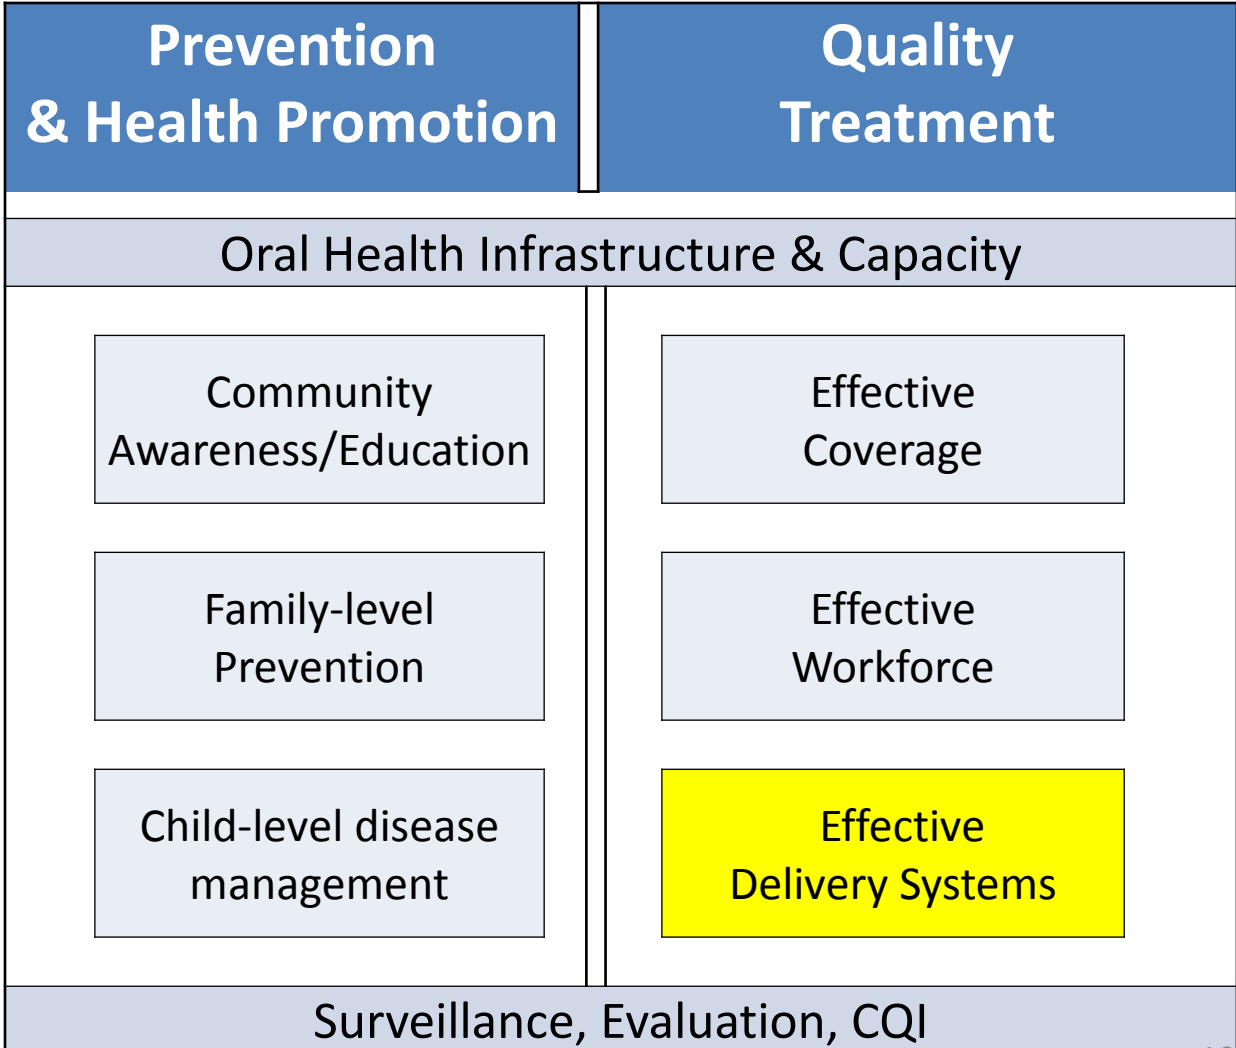 Prevention
& Health Promotion
Quality
Treatment
Oral Health Infrastructure & Capacity
Community
Awareness/Education
Effective
Coverage
Family-level
Prevention
Effective
Workforce
Child-level disease
management
Effective
Delivery Systems
Surveillance, Evaluation, CQI